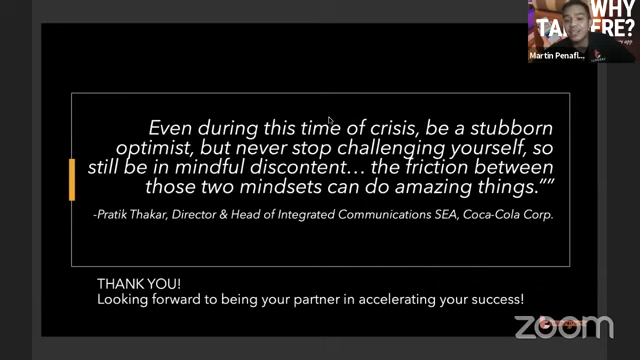 WHY
TA ERE?
Martin Penafl...
Even during this time of crisis, be a stubborn
optimist, but never stop challenging yourself, so
still be in mindful discontent… the friction between
those two mindsets can do amazing things.””
-Pratik Thakar, Director & Head of Integrated Communications SEA, Coca-Cola Corp.
THANK YOU!
Looking forward to being your partner in accelerating your success!
zoom